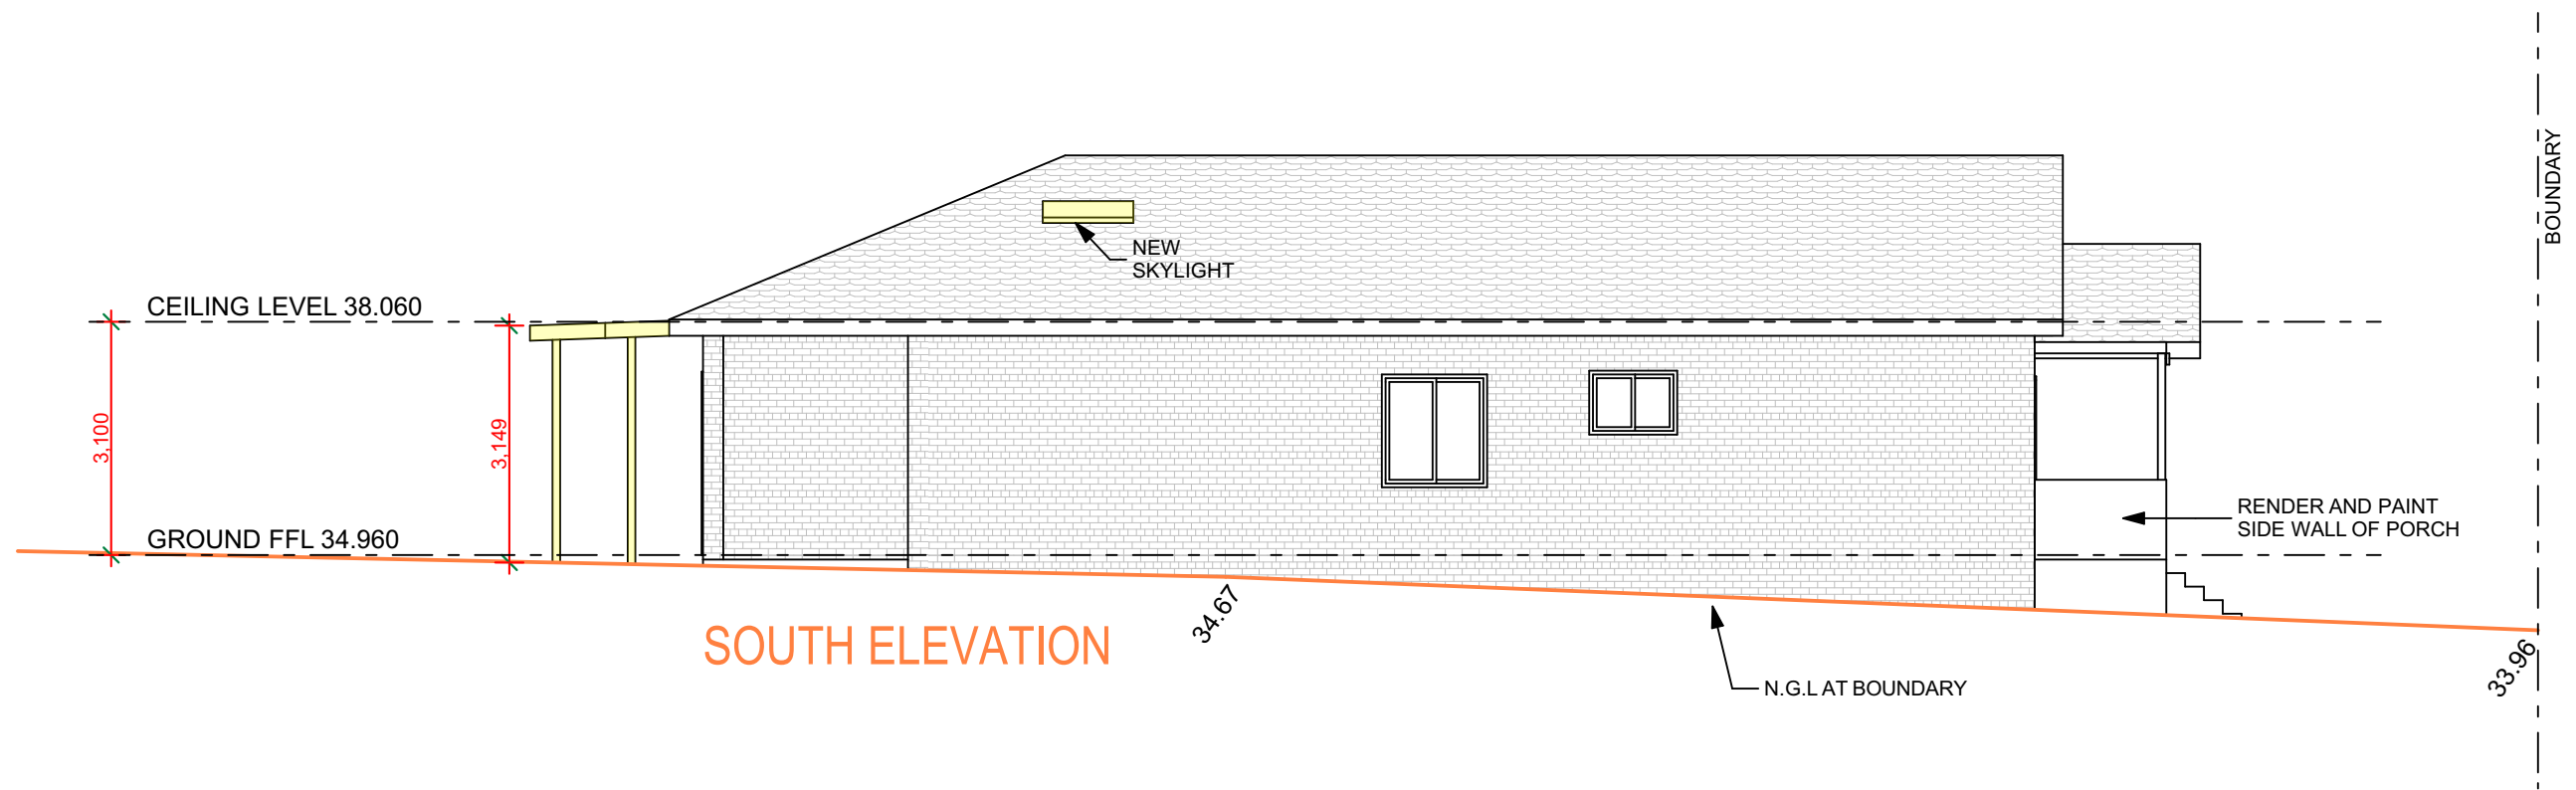 BOUNDARY
NEW
SKYLIGHT
CEILING LEVEL 38.060
3,100
3,149
GROUND FFL 34.960
RENDER AND PAINT
SIDE WALL OF PORCH
34.67
SOUTH ELEVATION
33.96
N.G.L AT BOUNDARY